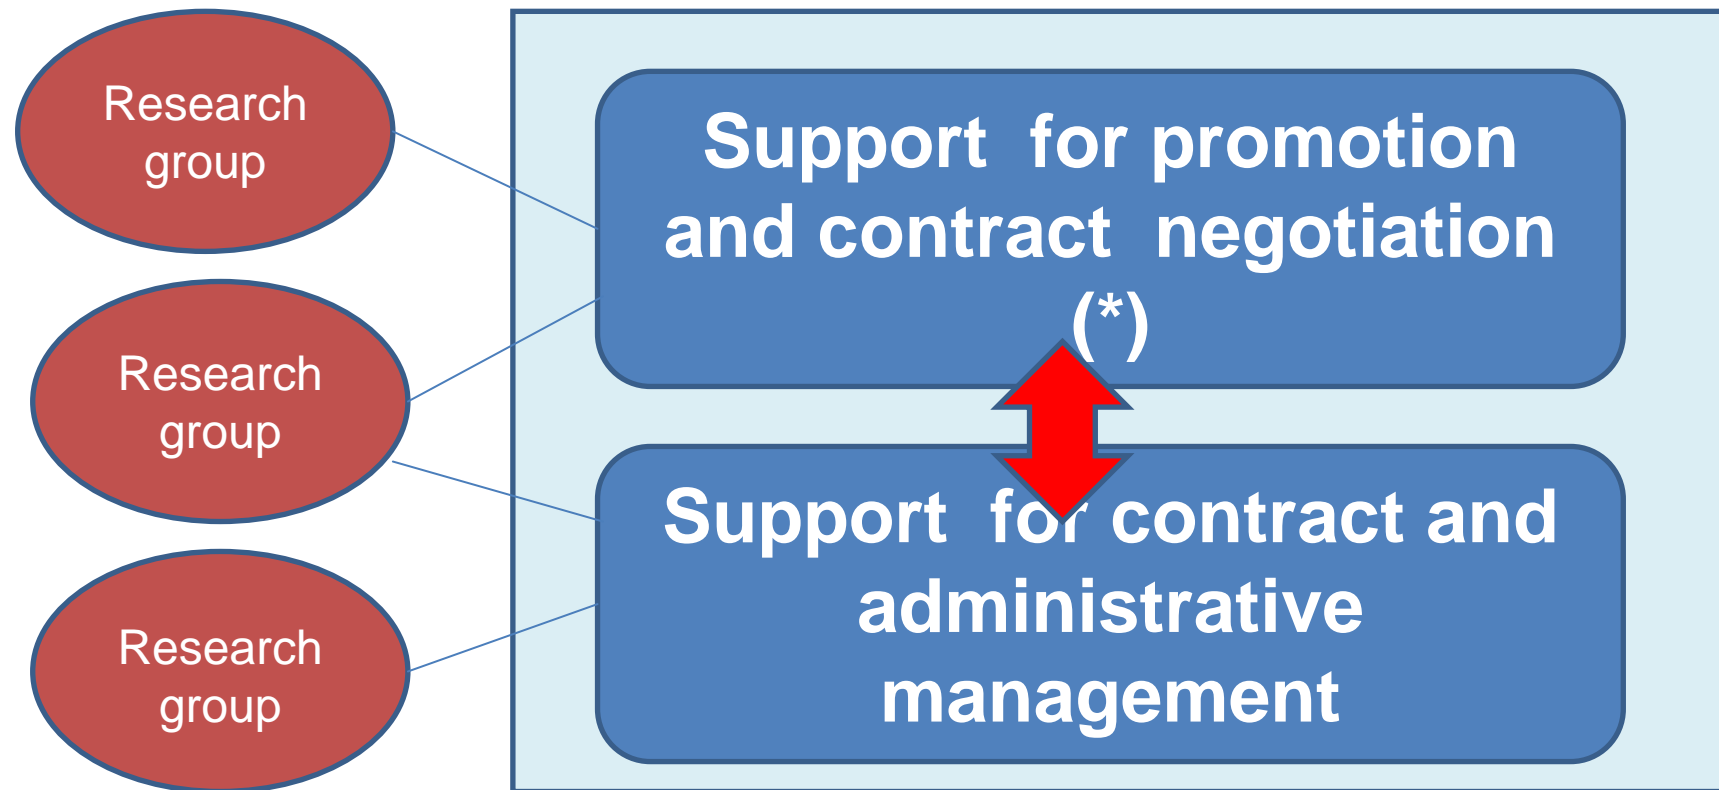 Research
group
Support for promotion
and contract negotiation
(*)
Research
group
Support for contract and
administrative
management
Research
group